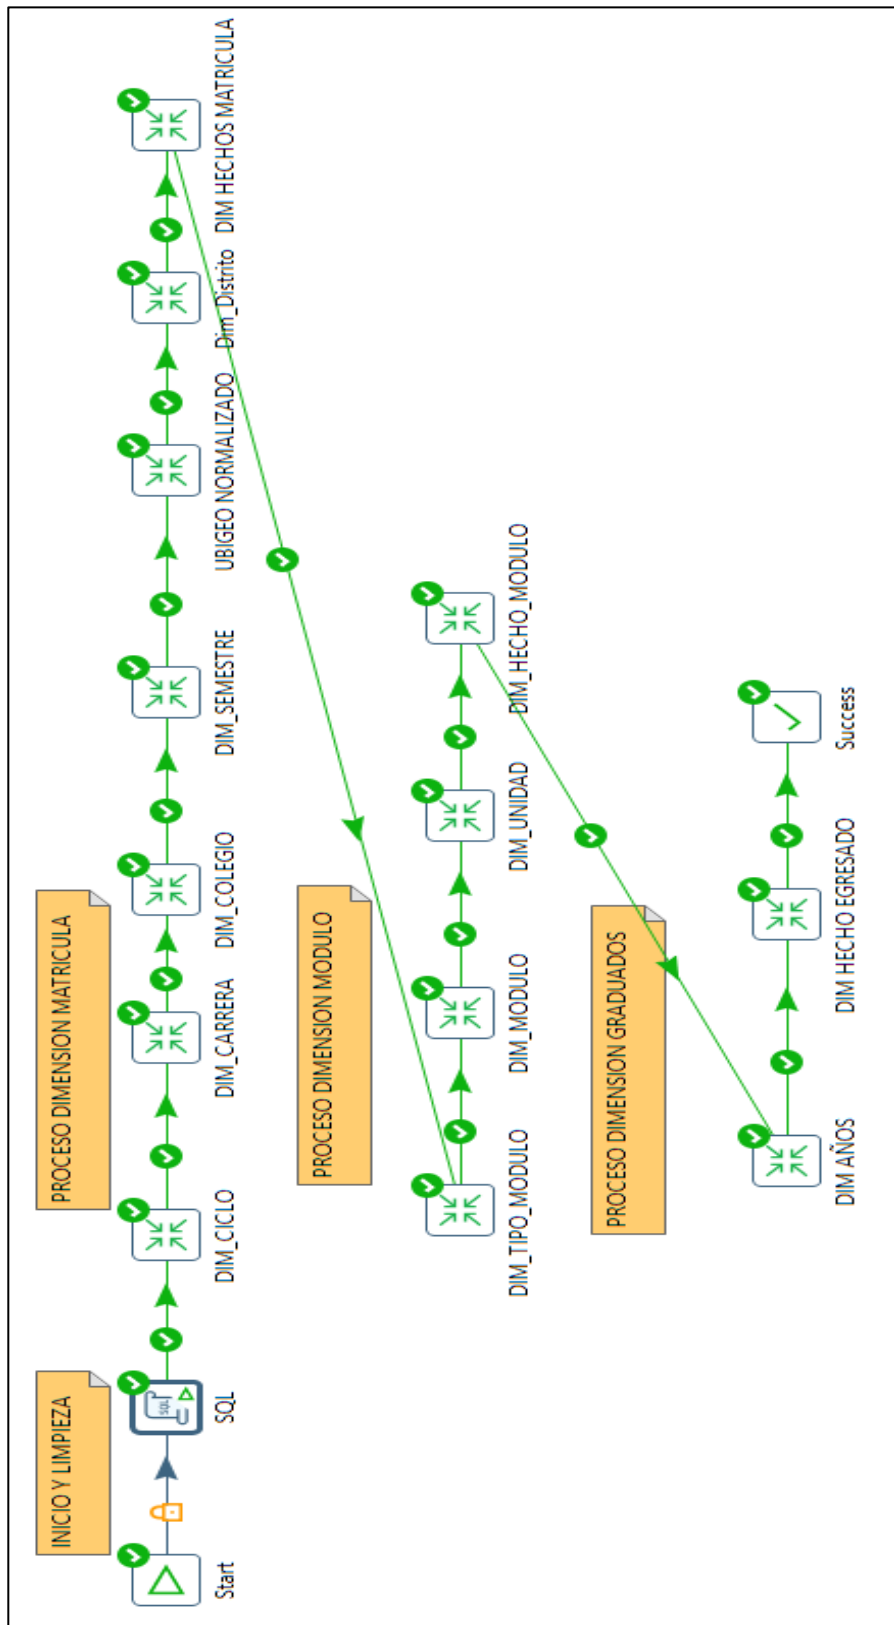 INICIO Y LIMPIEZA
PROCESO DIMENSION MATRICULA
Start
SQL
DIM_CICLO
DIM_CARRERA
DIM_COLEGIO
DIM_SEMESTRE
UBIGEO NORMALIZADO
Dim_Distrito
DIM HECHOS MATRICULA
PROCESO DIMENSION MODULO
DIM_TIPO_MODULO
DIM_MODULO
DIM_UNIDAD
DIM_HECHO_MODULO
PROCESO DIMENSION GRADUADOS
DIM AÑOS
DIM HECHO EGRESADO
Success